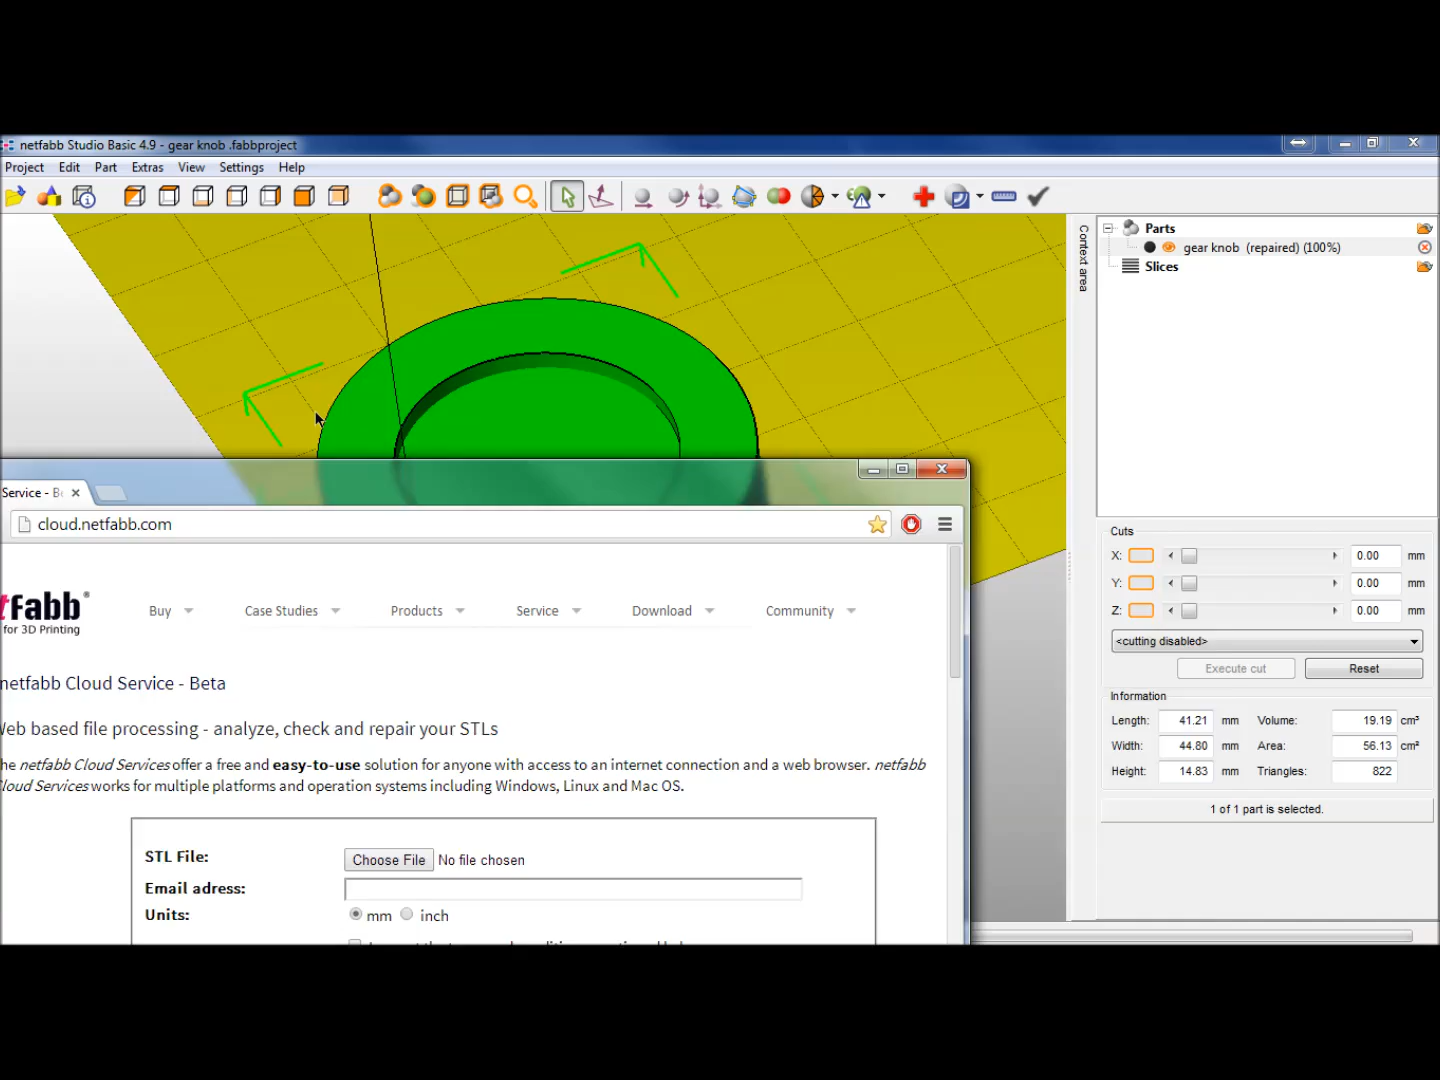 netfabb Studio Basic 4.9 - gear knob .fabbproject
Project Edit Part Extras View Settings Help
Context area
Parts
gear knob (repaired) (100%)
Slices
Service - Be
cloud.netfabb.com
tfabb®
for 3D Printing
Buy Case Studies Products Service Download Community
netfabb Cloud Service - Beta
Web based file processing - analyze, check and repair your STLs
he netfabb Cloud Services offer a free and easy-to-use solution for anyone with access to an internet connection and a web browser. netfabb
Cloud Services works for multiple platforms and operation systems including Windows, Linux and Mac OS.
STL File: Choose File No file chosen
Email adress:
Units: mm inch
Cuts
X: 0.00 mm
Y: 0.00 mm
Z: 0.00 mm
<cutting disabled>
Execute cut Reset
Information
Length: 41.21 mm Volume: 19.19 cm³
Width: 44.80 mm Area: 56.13 cm²
Height: 14.83 mm Triangles: 822
1 of 1 part is selected.